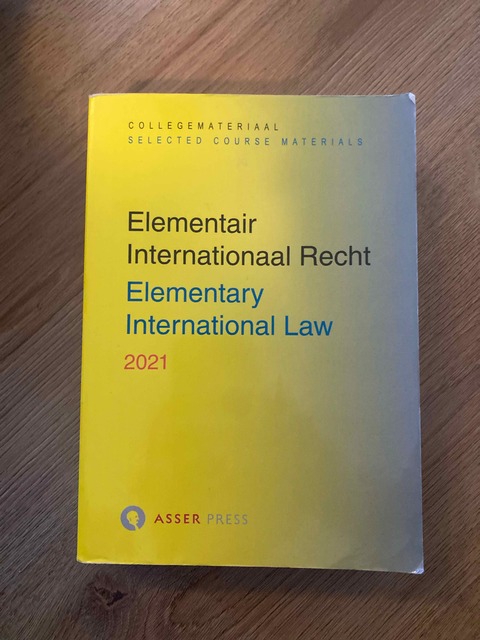 COLLEGEMATERIAAL
SELECTED COURSE MATERIALS
Elementair
Internationaal Recht
Elementary
International Law
2021
ASSER PRESS